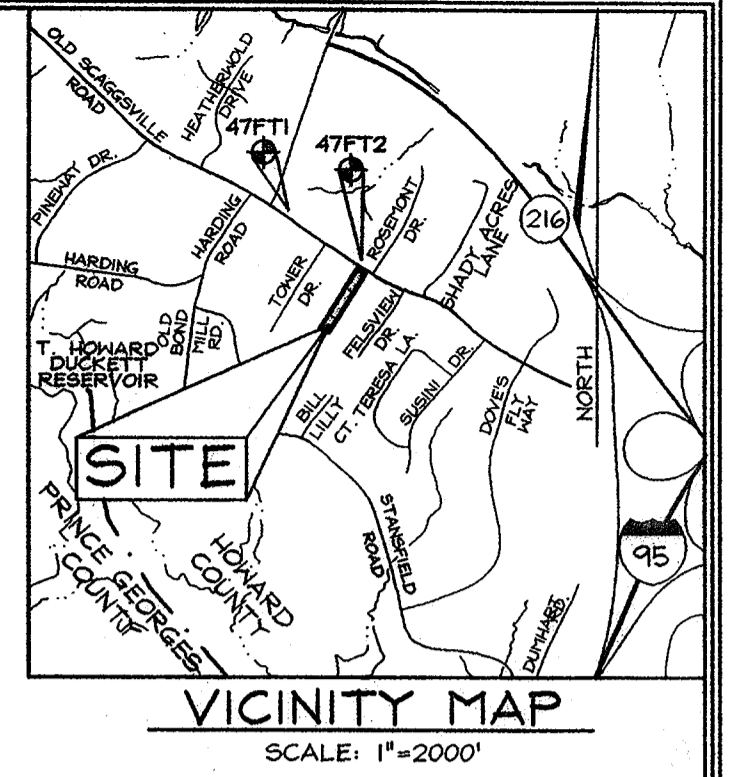 OLD SCAGGSVILLE
ROAD
HEATHERWOLD
DRIVE
47FT1
47FT2
PINEWAY DR.
HARDING
ROAD
HARDING
ROAD
ROSEMONT
DR.
SHADY ACRES
LANE
216
TOWER
DR.
OLD
BOND
MILL
RD.
FELSVIEW
DR.
T. HOWARD
DUCKETT
RESERVOIR
BILL
LILLY
CT.
TERESA LA.
SUSINI DR.
DOVE'S
FLY
WAY
NORTH
SITE
STANSFIELD
ROAD
95
PRINCE GEORGES
COUNTY
HOWARD
COUNTY
DUMHART RD.
VICINITY MAP
SCALE: 1"=2000'